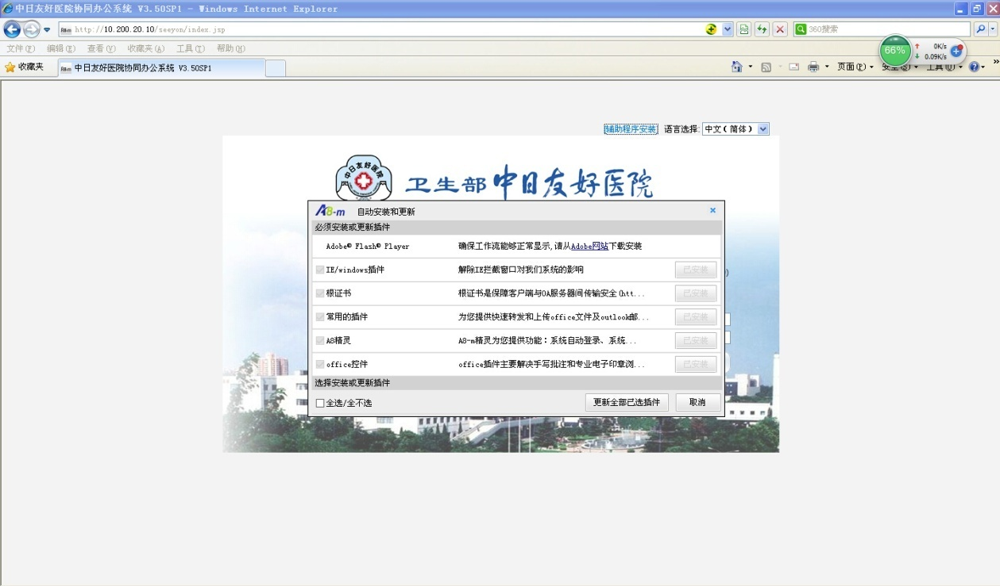 中日友好医院协同办公系统 V3.50SP1 - Windows Internet Explorer
http://10.200.20.10/seeyon/index.jsp
360搜索
文件(F) 编辑(E) 查看(V) 收藏夹(A) 工具(T) 帮助(H)
66% 0K/s
0.09K/s
收藏夹 A8m 中日友好医院协同办公系统 V3.50SP1 页面(P) 安全(S) 工具(O)
辅助程序安装 语言选择: 中文(简体)
中日友好医院
卫生部中日友好医院
A8-m 自动安装和更新
必须安装或更新插件
Adobe® Flash® Player 确保工作流能够正常显示,请从Adobe网站下载安装
IE/windows插件 解除IE拦截窗口对我们系统的影响 已安装
根证书 根证书是保障客户端与OA服务器间传输安全(htt... 已安装
常用的插件 为您提供快速转发和上传office文件及outlook邮... 已安装
A8精灵 A8-m精灵为您提供功能：系统自动登录、系统... 已安装
office控件 office插件主要解决手写批注和专业电子印章浏... 已安装
选择安装或更新插件
全选/全不选 更新全部已选插件 取消